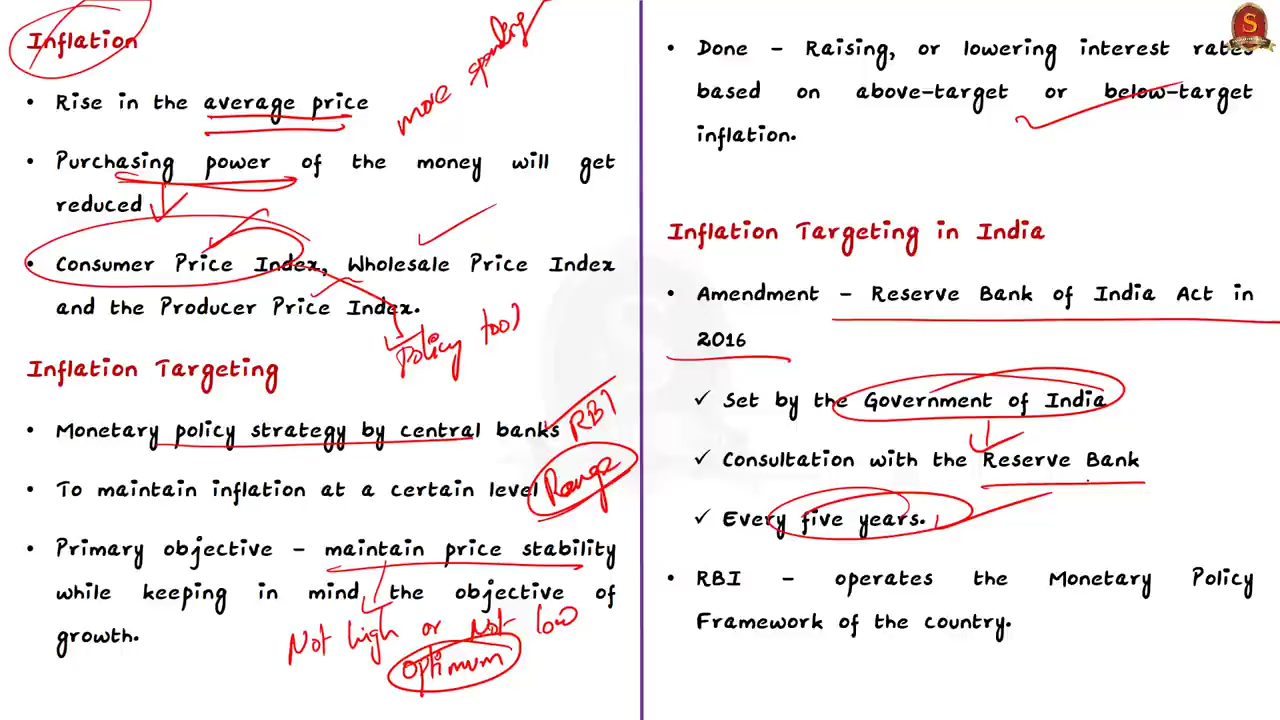 Inflation
more spending
• Rise in the average price
• Purchasing power of the money will get
reduced
• Consumer Price Index, Wholesale Price Index
and the Producer Price Index.
Policy tool
Inflation Targeting
• Monetary policy strategy by central banks RBI
• To maintain inflation at a certain level Range
• Primary objective – maintain price stability
while keeping in mind the objective of
growth.
Not high or Not low
Optimum
• Done – Raising, or lowering interest rates
based on above-target or below-target
inflation.
Inflation Targeting in India
• Amendment – Reserve Bank of India Act in
2016
✓ Set by the Government of India
✓ Consultation with the Reserve Bank
✓ Every five years.
• RBI – operates the Monetary Policy
Framework of the country.
S